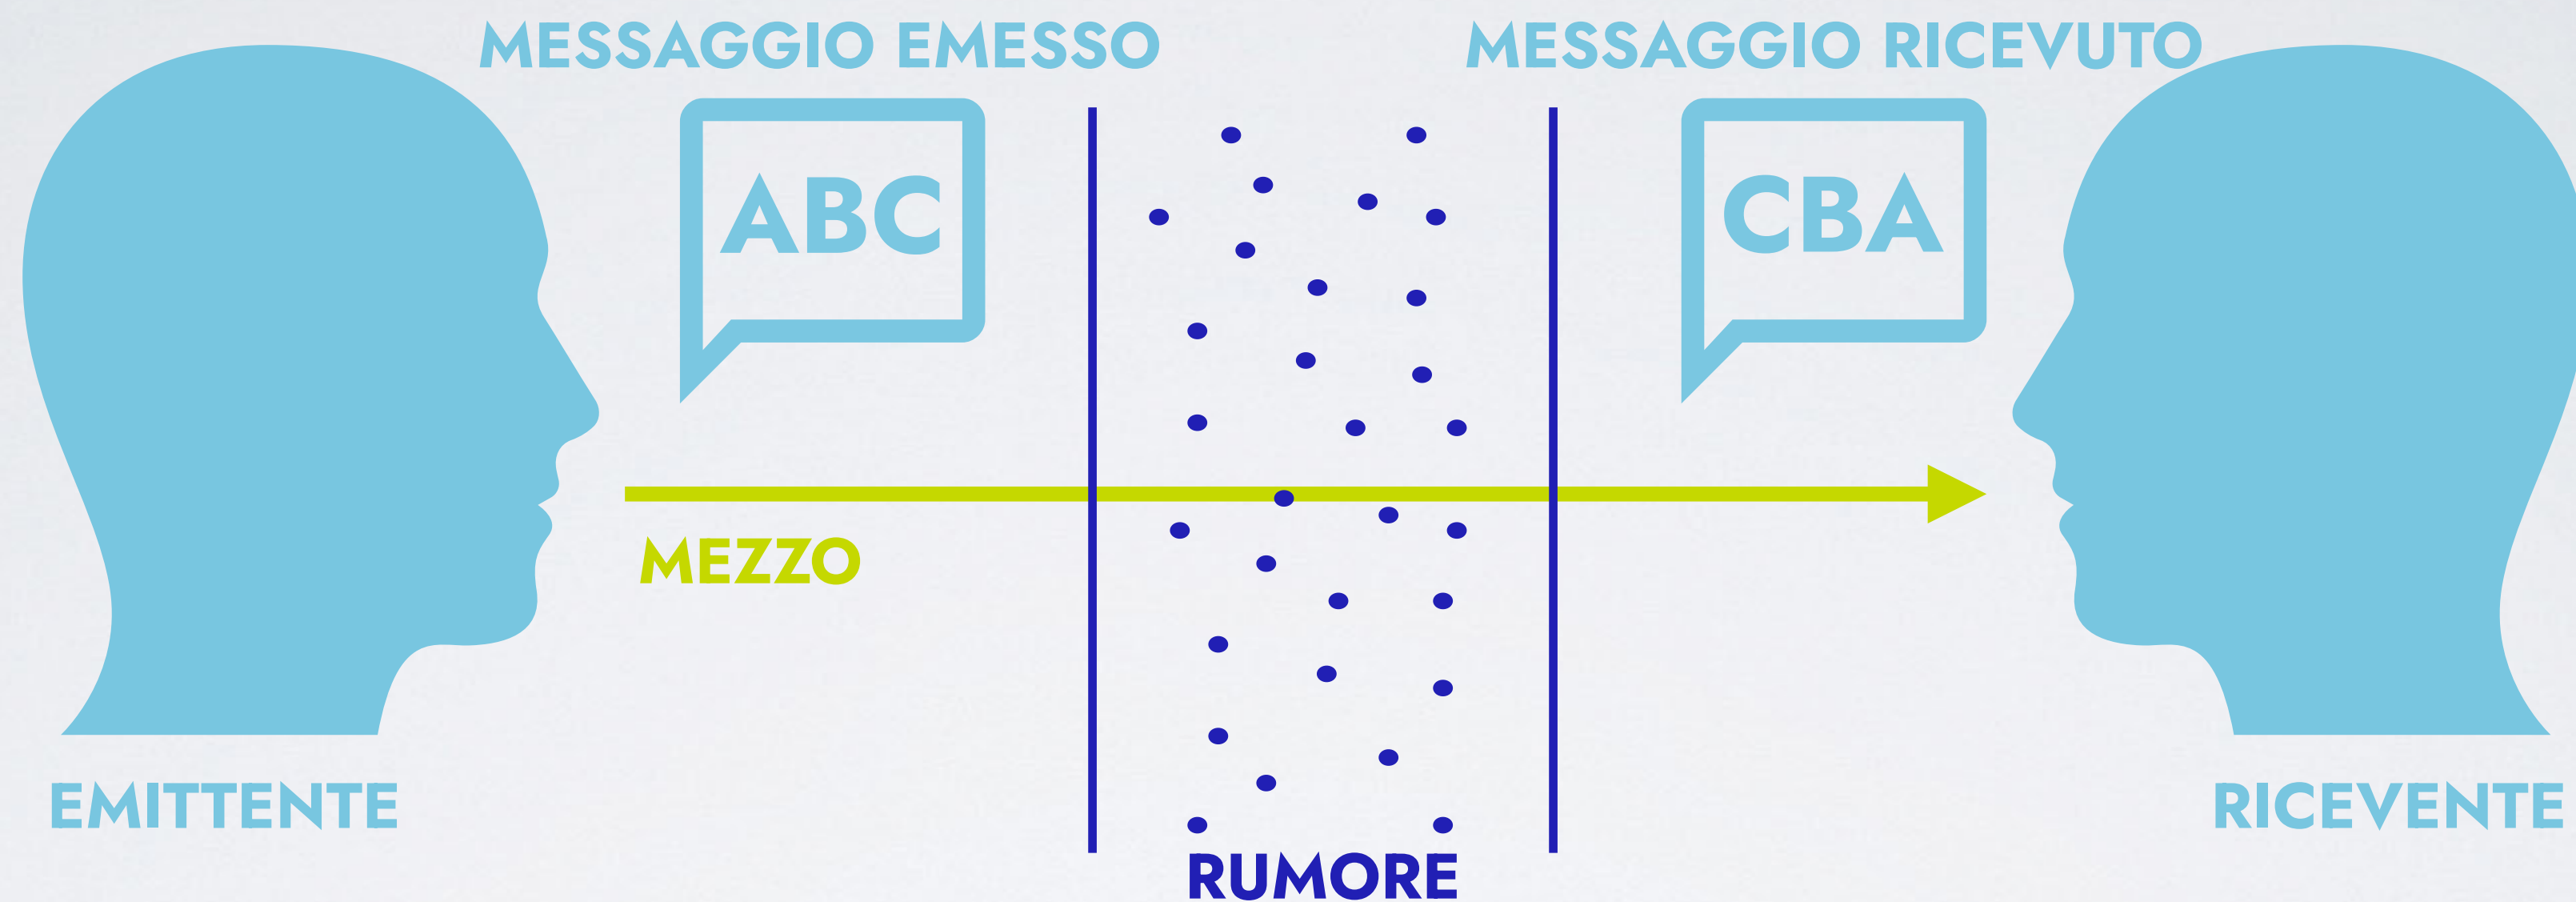 MESSAGGIO EMESSO
MESSAGGIO RICEVUTO
ABC
CBA
MEZZO
EMITTENTE
RICEVENTE
RUMORE